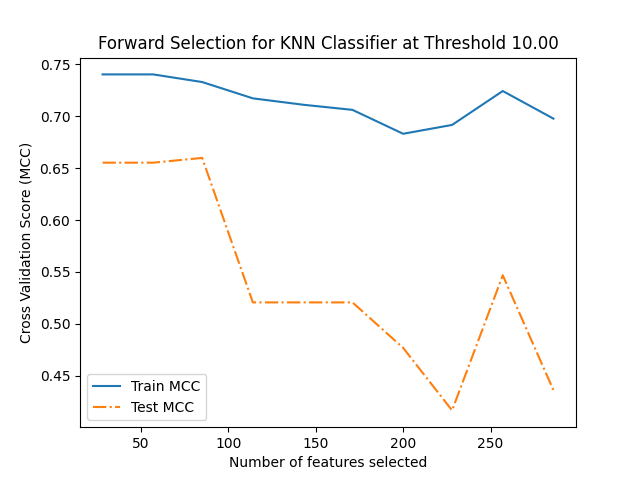 Forward Selection for KNN Classifier at Threshold 10.00
0.75
0.70
0.65
0.60
0.55
0.50
0.45
Cross Validation Score (MCC)
Train MCC
Test MCC
50 100 150 200 250
Number of features selected